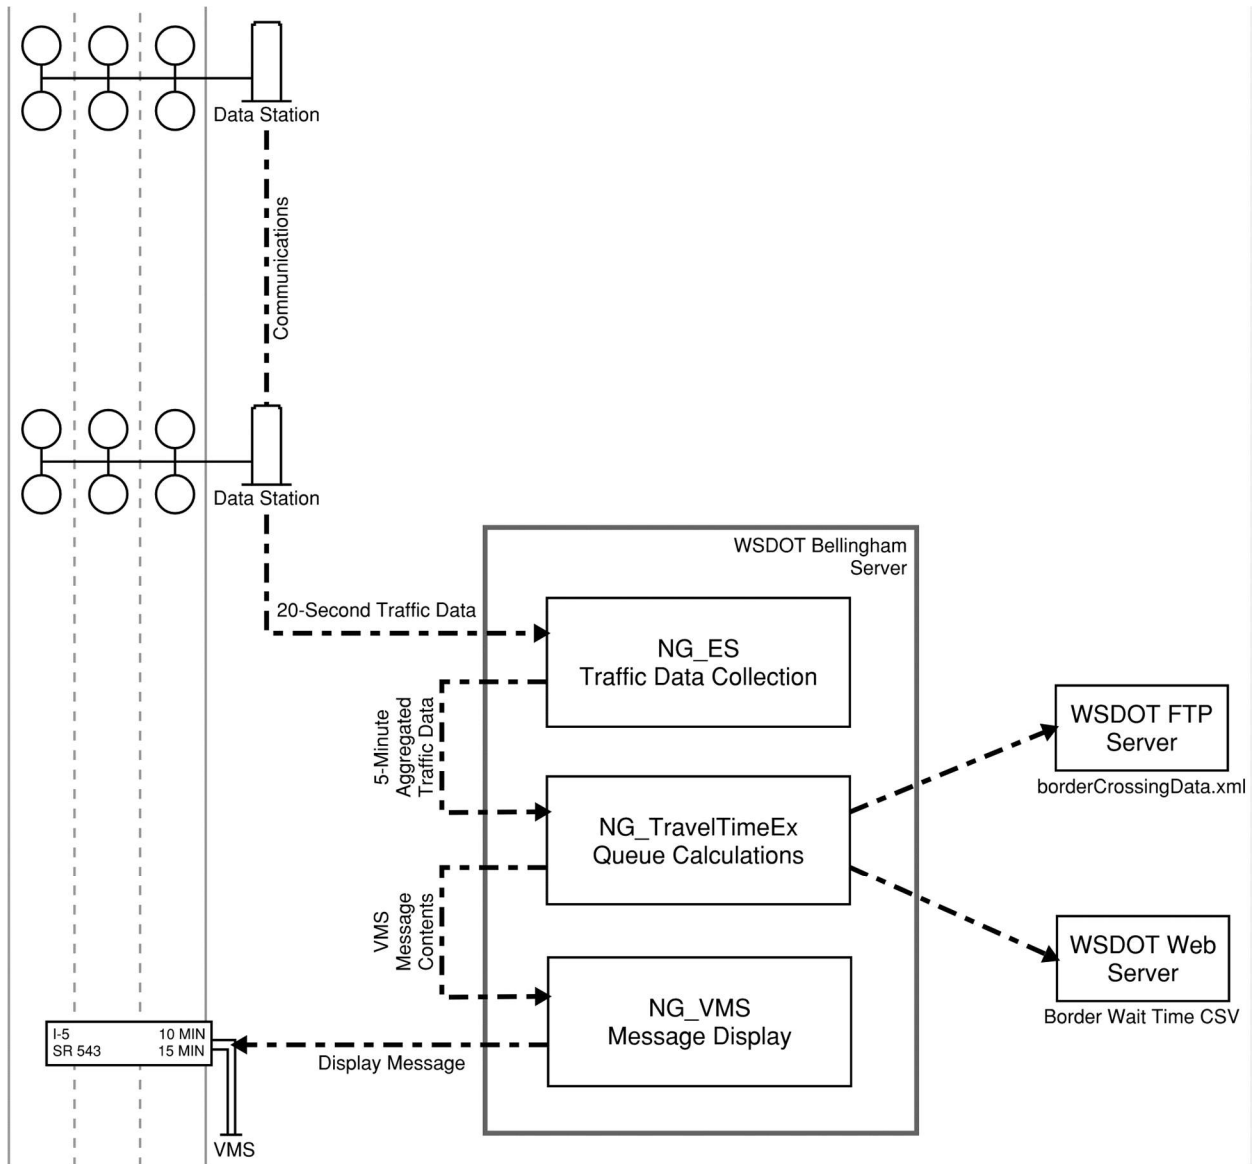 Data Station
Communications
Data Station
WSDOT Bellingham
Server
20-Second Traffic Data
NG_ES
Traffic Data Collection
5-Minute
Aggregated
Traffic Data
WSDOT FTP
Server
borderCrossingData.xml
NG_TravelTimeEx
Queue Calculations
VMS
Message
Contents
WSDOT Web
Server
Border Wait Time CSV
NG_VMS
Message Display
I-5 10 MIN
SR 543 15 MIN
Display Message
VMS